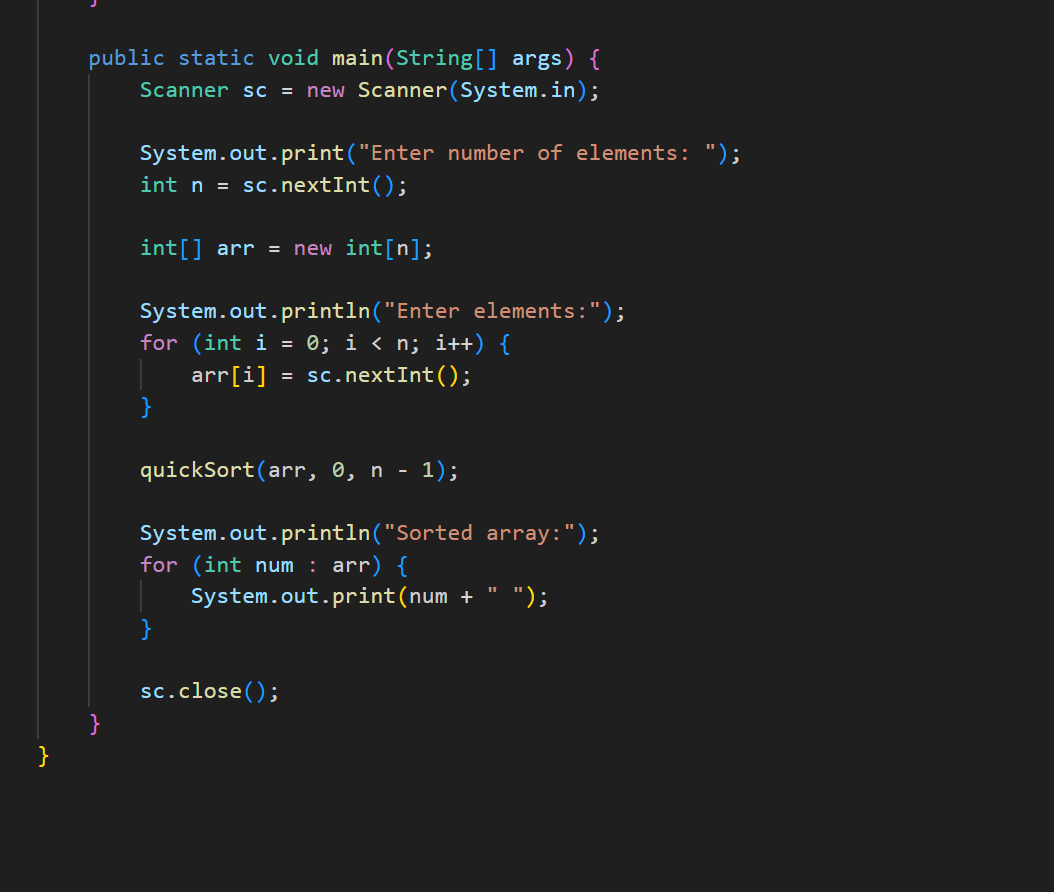 }
public static void main(String[] args) {
Scanner sc = new Scanner(System.in);
System.out.print("Enter number of elements: ");
int n = sc.nextInt();
int[] arr = new int[n];
System.out.println("Enter elements:");
for (int i = 0; i < n; i++) {
arr[i] = sc.nextInt();
}
quickSort(arr, 0, n - 1);
System.out.println("Sorted array:");
for (int num : arr) {
System.out.print(num + " ");
}
sc.close();
}
}